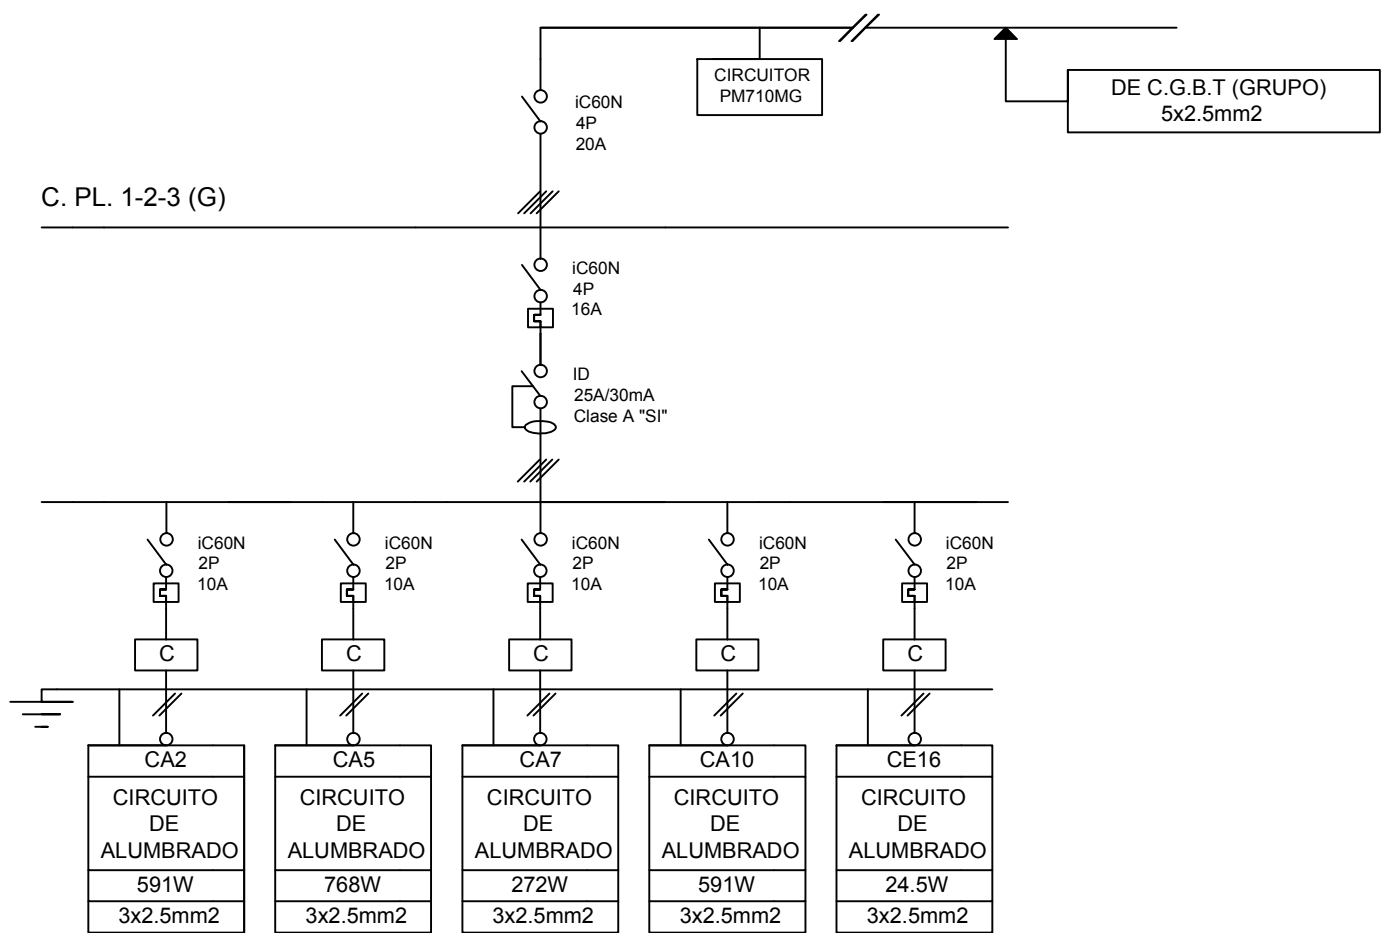 CIRCUITOR
PM710MG
DE C.G.B.T (GRUPO)
5x2.5mm2
iC60N
4P
20A
C. PL. 1-2-3 (G)
iC60N
4P
16A
ID
25A/30mA
Clase A "SI"
iC60N
2P
10A
iC60N
2P
10A
iC60N
2P
10A
iC60N
2P
10A
iC60N
2P
10A
C
C
C
C
C
CA2
CIRCUITO
DE
ALUMBRADO
591W
3x2.5mm2
CA5
CIRCUITO
DE
ALUMBRADO
768W
3x2.5mm2
CA7
CIRCUITO
DE
ALUMBRADO
272W
3x2.5mm2
CA10
CIRCUITO
DE
ALUMBRADO
591W
3x2.5mm2
CE16
CIRCUITO
DE
ALUMBRADO
24.5W
3x2.5mm2